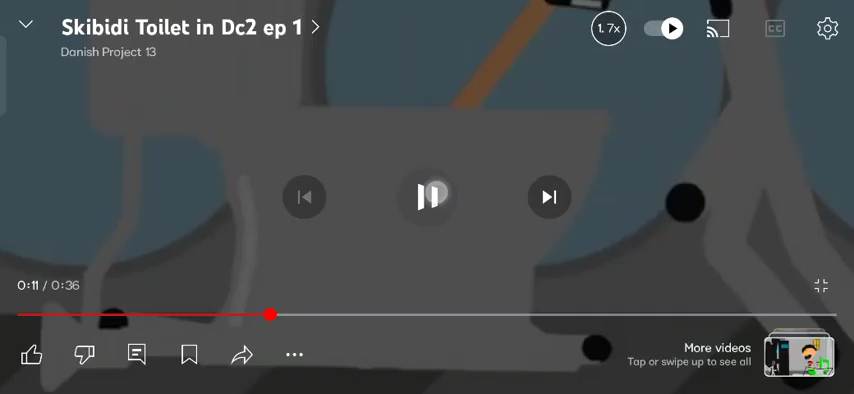 Skibidi Toilet in Dc2 ep 1
Danish Project 13
1.7x
CC
0:11 / 0:36
More videos
Tap or swipe up to see all